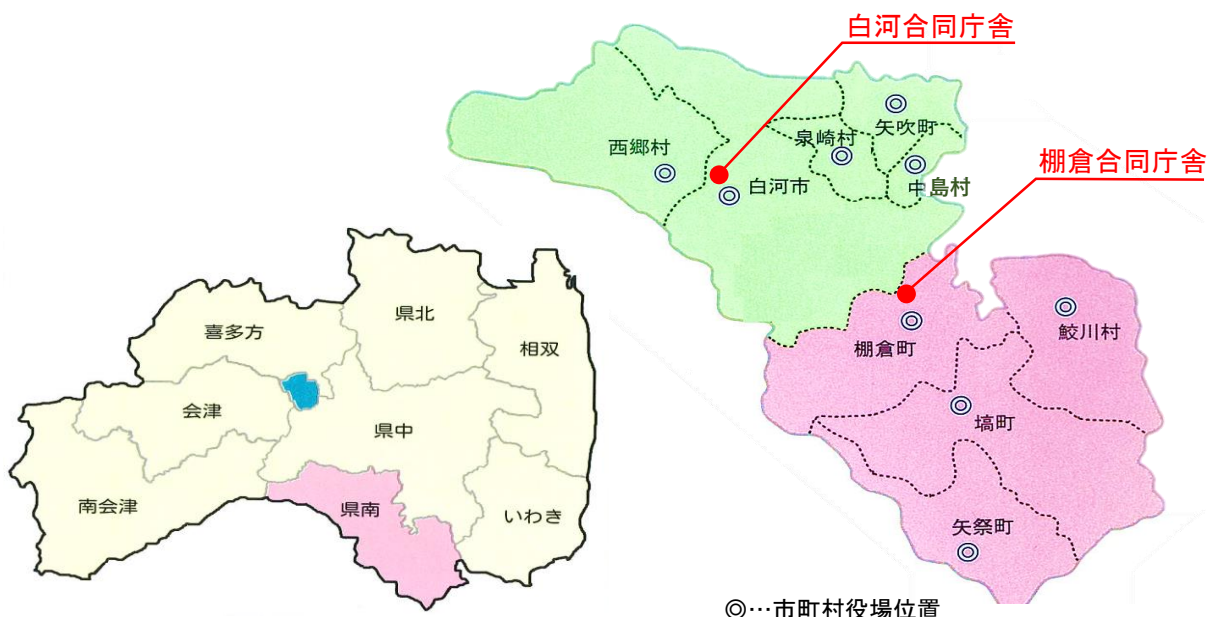 白河合同庁舎
矢吹町
泉崎村
西郷村
中島村
棚倉合同庁舎
白河市
鮫川村
棚倉町
塙町
矢祭町
県北
喜多方
相双
会津
県中
南会津
県南
いわき
◎…市町村役場位置